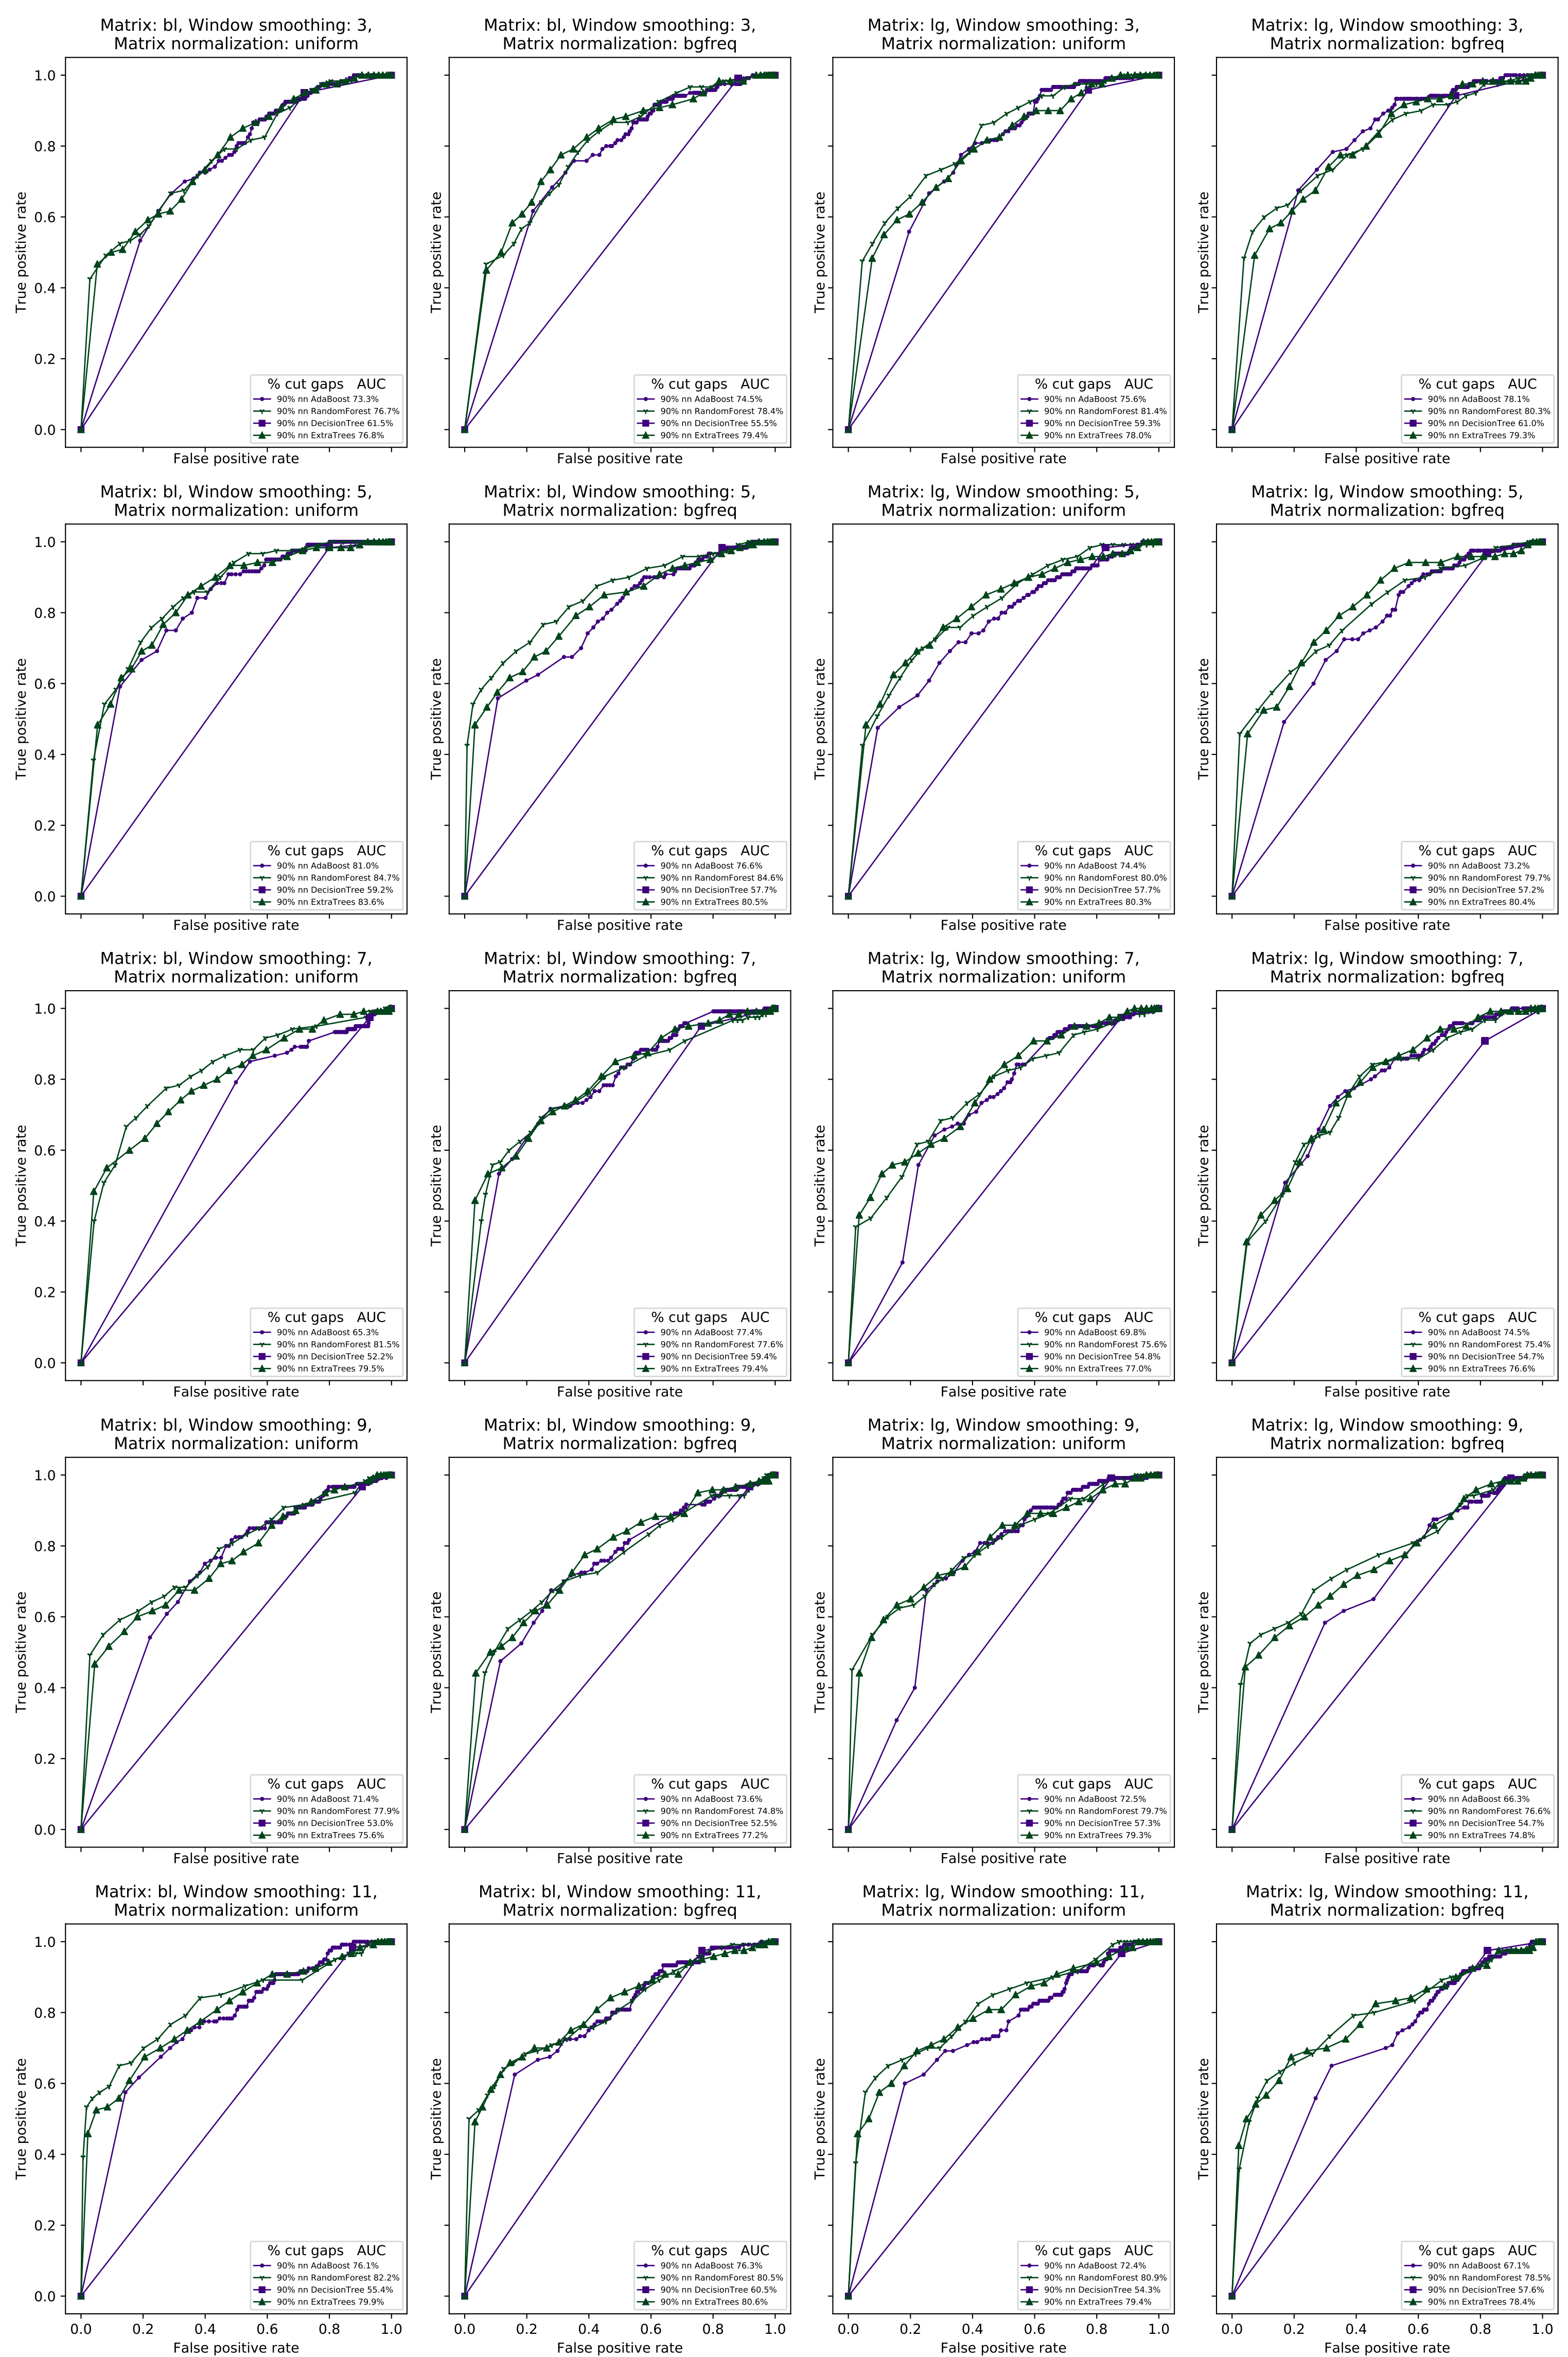 Matrix: bl, Window smoothing: 3,
Matrix normalization: uniform
Matrix: bl, Window smoothing: 3,
Matrix normalization: bgfreq
Matrix: lg, Window smoothing: 3,
Matrix normalization: uniform
Matrix: lg, Window smoothing: 3,
Matrix normalization: bgfreq
True positive rate
1.0
0.8
0.6
0.4
0.2
0.0
% cut gaps AUC
90% nn AdaBoost 73.3%
90% nn RandomForest 76.7%
90% nn DecisionTree 61.5%
90% nn ExtraTrees 76.8%
False positive rate
True positive rate
% cut gaps AUC
90% nn AdaBoost 74.5%
90% nn RandomForest 78.4%
90% nn DecisionTree 55.5%
90% nn ExtraTrees 79.4%
False positive rate
True positive rate
% cut gaps AUC
90% nn AdaBoost 75.6%
90% nn RandomForest 81.4%
90% nn DecisionTree 59.3%
90% nn ExtraTrees 78.0%
False positive rate
True positive rate
% cut gaps AUC
90% nn AdaBoost 78.1%
90% nn RandomForest 80.3%
90% nn DecisionTree 61.0%
90% nn ExtraTrees 79.3%
False positive rate
Matrix: bl, Window smoothing: 5,
Matrix normalization: uniform
Matrix: bl, Window smoothing: 5,
Matrix normalization: bgfreq
Matrix: lg, Window smoothing: 5,
Matrix normalization: uniform
Matrix: lg, Window smoothing: 5,
Matrix normalization: bgfreq
True positive rate
1.0
0.8
0.6
0.4
0.2
0.0
% cut gaps AUC
90% nn AdaBoost 81.0%
90% nn RandomForest 84.7%
90% nn DecisionTree 59.2%
90% nn ExtraTrees 83.6%
False positive rate
True positive rate
% cut gaps AUC
90% nn AdaBoost 76.6%
90% nn RandomForest 84.6%
90% nn DecisionTree 57.7%
90% nn ExtraTrees 80.5%
False positive rate
True positive rate
% cut gaps AUC
90% nn AdaBoost 74.4%
90% nn RandomForest 80.0%
90% nn DecisionTree 57.7%
90% nn ExtraTrees 80.3%
False positive rate
True positive rate
% cut gaps AUC
90% nn AdaBoost 73.2%
90% nn RandomForest 79.7%
90% nn DecisionTree 57.2%
90% nn ExtraTrees 80.4%
False positive rate
Matrix: bl, Window smoothing: 7,
Matrix normalization: uniform
Matrix: bl, Window smoothing: 7,
Matrix normalization: bgfreq
Matrix: lg, Window smoothing: 7,
Matrix normalization: uniform
Matrix: lg, Window smoothing: 7,
Matrix normalization: bgfreq
True positive rate
1.0
0.8
0.6
0.4
0.2
0.0
% cut gaps AUC
90% nn AdaBoost 65.3%
90% nn RandomForest 81.5%
90% nn DecisionTree 52.2%
90% nn ExtraTrees 79.5%
False positive rate
True positive rate
% cut gaps AUC
90% nn AdaBoost 77.4%
90% nn RandomForest 77.6%
90% nn DecisionTree 59.4%
90% nn ExtraTrees 79.4%
False positive rate
True positive rate
% cut gaps AUC
90% nn AdaBoost 69.8%
90% nn RandomForest 75.6%
90% nn DecisionTree 54.8%
90% nn ExtraTrees 77.0%
False positive rate
True positive rate
% cut gaps AUC
90% nn AdaBoost 74.5%
90% nn RandomForest 75.4%
90% nn DecisionTree 54.7%
90% nn ExtraTrees 76.6%
False positive rate
Matrix: bl, Window smoothing: 9,
Matrix normalization: uniform
Matrix: bl, Window smoothing: 9,
Matrix normalization: bgfreq
Matrix: lg, Window smoothing: 9,
Matrix normalization: uniform
Matrix: lg, Window smoothing: 9,
Matrix normalization: bgfreq
True positive rate
1.0
0.8
0.6
0.4
0.2
0.0
% cut gaps AUC
90% nn AdaBoost 71.4%
90% nn RandomForest 77.9%
90% nn DecisionTree 53.0%
90% nn ExtraTrees 75.6%
False positive rate
True positive rate
% cut gaps AUC
90% nn AdaBoost 73.6%
90% nn RandomForest 74.8%
90% nn DecisionTree 52.5%
90% nn ExtraTrees 77.2%
False positive rate
True positive rate
% cut gaps AUC
90% nn AdaBoost 72.5%
90% nn RandomForest 79.7%
90% nn DecisionTree 57.3%
90% nn ExtraTrees 79.3%
False positive rate
True positive rate
% cut gaps AUC
90% nn AdaBoost 66.3%
90% nn RandomForest 76.6%
90% nn DecisionTree 54.7%
90% nn ExtraTrees 74.8%
False positive rate
Matrix: bl, Window smoothing: 11,
Matrix normalization: uniform
Matrix: bl, Window smoothing: 11,
Matrix normalization: bgfreq
Matrix: lg, Window smoothing: 11,
Matrix normalization: uniform
Matrix: lg, Window smoothing: 11,
Matrix normalization: bgfreq
True positive rate
1.0
0.8
0.6
0.4
0.2
0.0
% cut gaps AUC
90% nn AdaBoost 76.1%
90% nn RandomForest 82.2%
90% nn DecisionTree 55.4%
90% nn ExtraTrees 79.9%
0.0 0.2 0.4 0.6 0.8 1.0
False positive rate
True positive rate
% cut gaps AUC
90% nn AdaBoost 76.3%
90% nn RandomForest 80.5%
90% nn DecisionTree 60.5%
90% nn ExtraTrees 80.6%
0.0 0.2 0.4 0.6 0.8 1.0
False positive rate
True positive rate
% cut gaps AUC
90% nn AdaBoost 72.4%
90% nn RandomForest 80.9%
90% nn DecisionTree 54.3%
90% nn ExtraTrees 79.4%
0.0 0.2 0.4 0.6 0.8 1.0
False positive rate
True positive rate
% cut gaps AUC
90% nn AdaBoost 67.1%
90% nn RandomForest 78.5%
90% nn DecisionTree 57.6%
90% nn ExtraTrees 78.4%
0.0 0.2 0.4 0.6 0.8 1.0
False positive rate